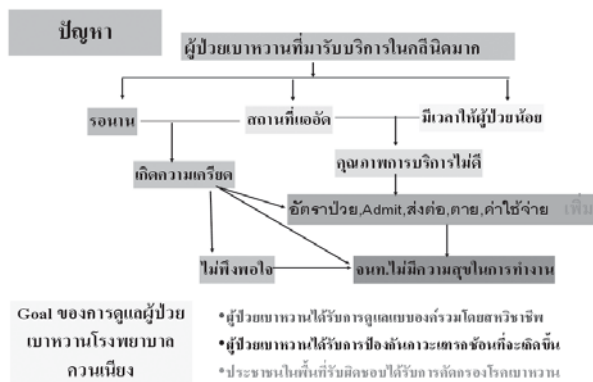 ปัญหา
ผู้ป่วยเบาหวานที่มารับบริการในคลีนิดมาก
รอนาน
สถานที่แออัด
มีเวลาให้ผู้ป่วยน้อย
เกิดความเครียด
คุณภาพการบริการไม่ดี
อัตราป่วย,Admit,ส่งต่อ,ตาย,ค่าใช้จ่าย เพิ่ม
ไม่พึงพอใจ
จนท.ไม่มีความสุขในการทำงาน
Goal ของการดูแลผู้ป่วย
เบาหวานโรงพยาบาล
ควนเนียง
•ผู้ป่วยเบาหวานได้รับการดูแลแบบองค์รวมโดยสหวิชาชีพ
•ผู้ป่วยเบาหวานได้รับการป้องกันภาวะแทรกซ้อนที่จะเกิดขึ้น
•ประชาชนในพื้นที่รับผิดชอบได้รับการคัดกรองโรคเบาหวาน